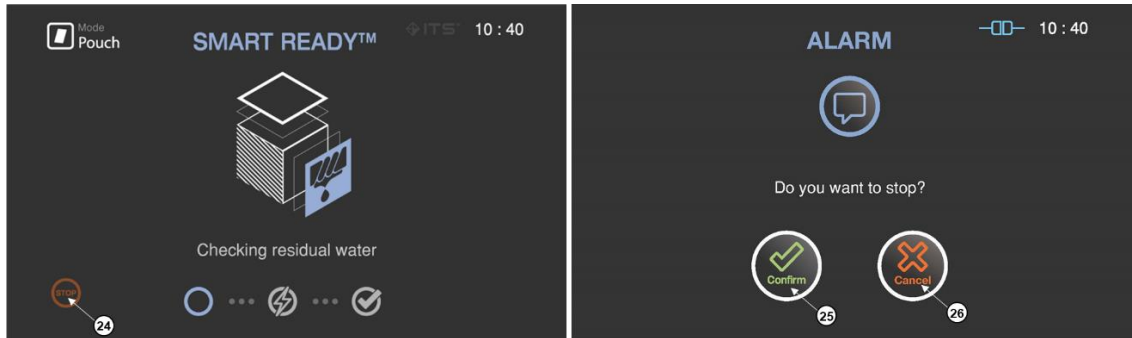 Mode
Pouch
SMART READY™
ITS
10 : 40
Checking residual water
STOP
24
ALARM
10 : 40
Do you want to stop?
Confirm
Cancel
25
26